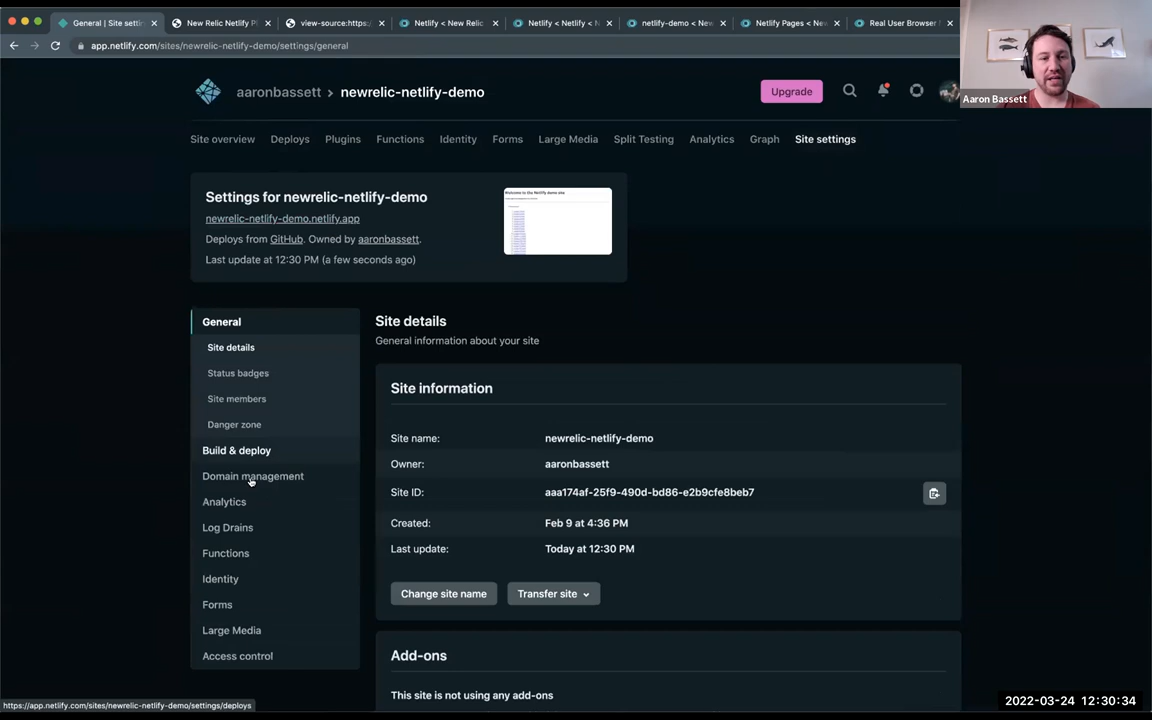 General | Site setti
New Relic Netlify Pl
view-source:https:
Netlify < New Relic
Netlify < Netlify < N
netlify-demo < New
Netlify Pages < New
Real User Browser
app.netlify.com/sites/newrelic-netlify-demo/settings/general
Aaron Bassett
aaronbassett > newrelic-netlify-demo
Upgrade
Site overview
Deploys
Plugins
Functions
Identity
Forms
Large Media
Split Testing
Analytics
Graph
Site settings
Settings for newrelic-netlify-demo
newrelic-netlify-demo.netlify.app
Deploys from GitHub. Owned by aaronbassett.
Last update at 12:30 PM (a few seconds ago)
Welcome to the Netlify demo site
General
Site details
Status badges
Site members
Danger zone
Build & deploy
Domain management
Analytics
Log Drains
Functions
Identity
Forms
Large Media
Access control
Site details
General information about your site
Site information
Site name: newrelic-netlify-demo
Owner: aaronbassett
Site ID: aaa174af-25f9-490d-bd86-e2b9cfe8beb7
Created: Feb 9 at 4:36 PM
Last update: Today at 12:30 PM
Change site name
Transfer site
Add-ons
This site is not using any add-ons
https://app.netlify.com/sites/newrelic-netlify-demo/settings/deploys
2022-03-24 12:30:34